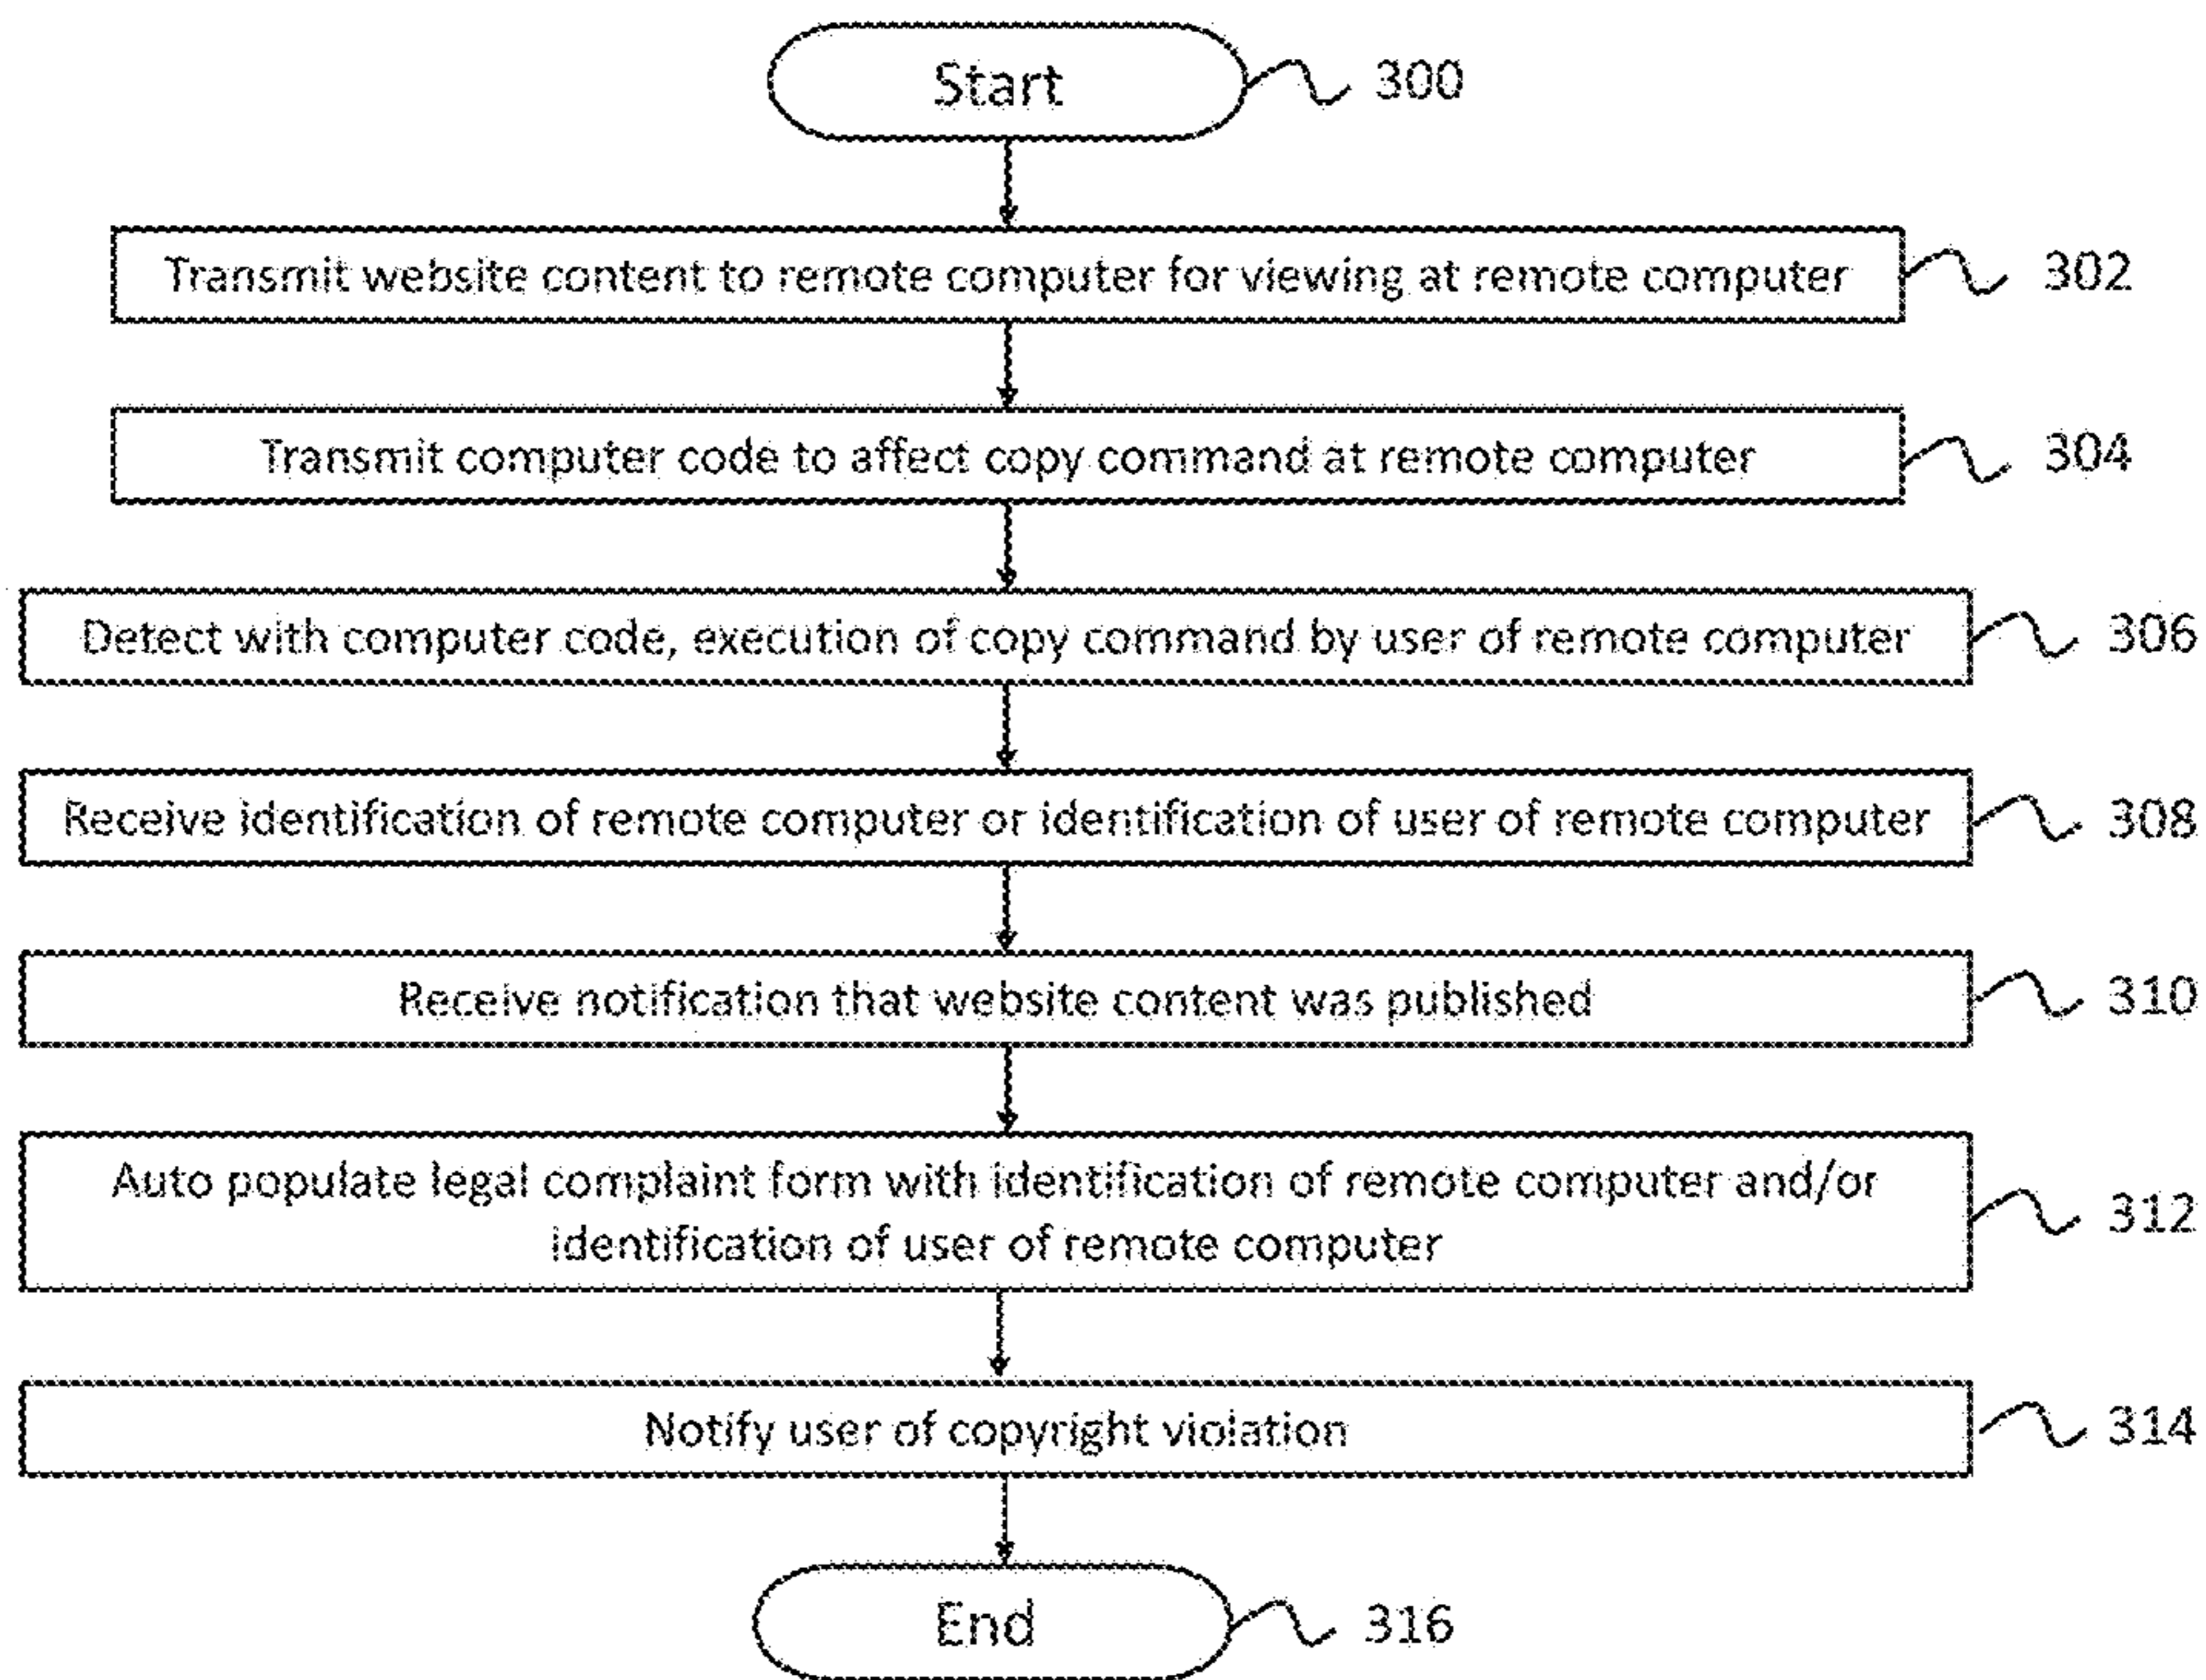 Start 300
Transmit website content to remote computer for viewing at remote computer 302
Transmit computer code to affect copy command at remote computer 304
Detect with computer code, execution of copy command by user of remote computer 306
Receive identification of remote computer or identification of user of remote computer 308
Receive notification that website content was published 310
Auto populate legal complaint form with identification of remote computer and/or
identification of user of remote computer 312
Notify user of copyright violation 314
End 316